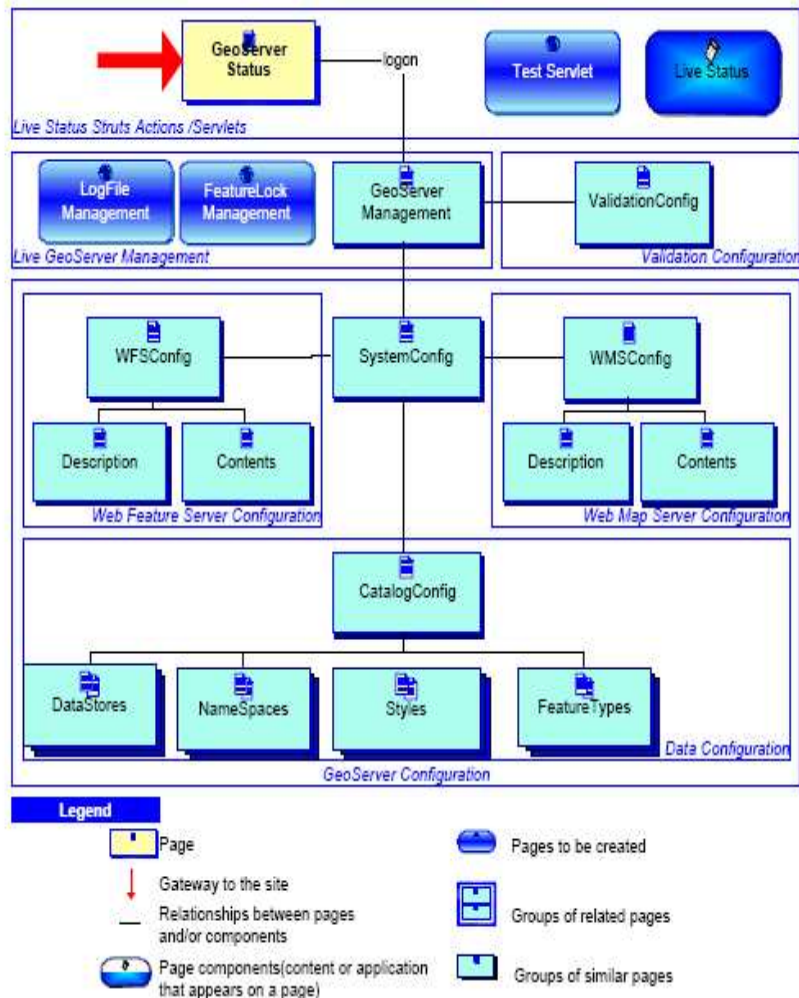 GeoServer
Status
logon
Test Servlet
Live Status
Live Status Struts Actions /Servlets
LogFile
Management
FeatureLock
Management
GeoServer
Management
ValidationConfig
Live GeoServer Management
Validation Configuration
WFSConfig
SystemConfig
WMSConfig
Description
Contents
Description
Contents
Web Feature Server Configuration
Web Map Server Configuration
CatalogConfig
DataStores
NameSpaces
Styles
FeatureTypes
Data Configuration
GeoServer Configuration
Legend
Page
Pages to be created
Gateway to the site
Relationships between pages
and/or components
Groups of related pages
Page components(content or application
that appears on a page)
Groups of similar pages